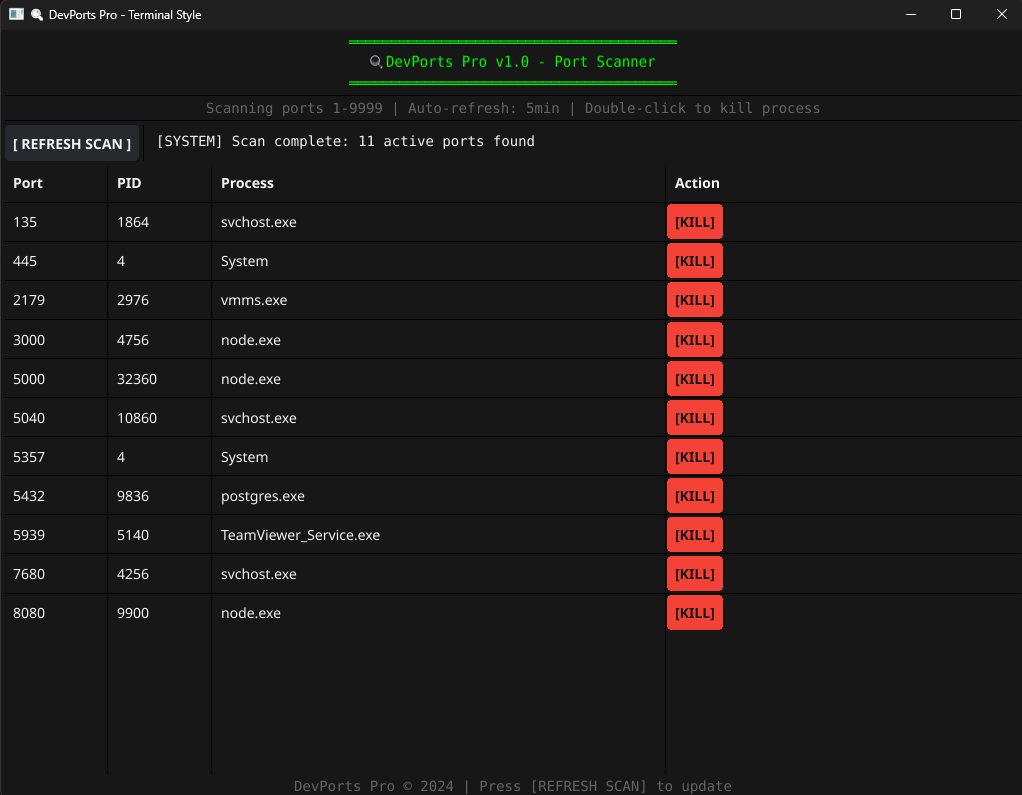 DevPorts Pro - Terminal Style
DevPorts Pro v1.0 - Port Scanner
Scanning ports 1-9999 | Auto-refresh: 5min | Double-click to kill process
[ REFRESH SCAN ] [SYSTEM] Scan complete: 11 active ports found
Port PID Process Action
135 1864 svchost.exe [KILL]
445 4 System [KILL]
2179 2976 vmms.exe [KILL]
3000 4756 node.exe [KILL]
5000 32360 node.exe [KILL]
5040 10860 svchost.exe [KILL]
5357 4 System [KILL]
5432 9836 postgres.exe [KILL]
5939 5140 TeamViewer_Service.exe [KILL]
7680 4256 svchost.exe [KILL]
8080 9900 node.exe [KILL]
DevPorts Pro © 2024 | Press [REFRESH SCAN] to update